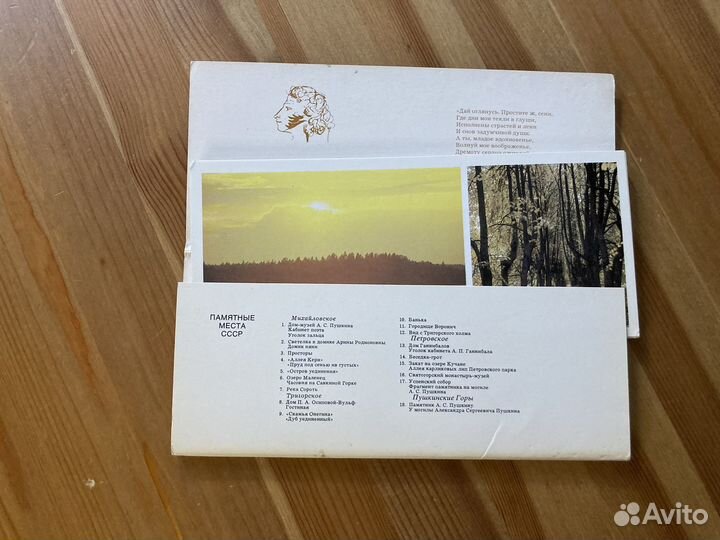 «Дай оглянусь. Простите ж, сени,
Где дни мои текли в глуши,
Исполнены страстей и лени
И снов задумчивой души.
А ты, младое вдохновенье,
Волнуй мое воображенье,
Дремоту сердца
ПАМЯТНЫЕ
МЕСТА
СССР
Михайловское
1. Дом-музей А. С. Пушкина
Кабинет поэта
Уголок зальца
2. Светелка в домике Арины Родионовны
Домик няни
3. Просторы
4. «Аллея Керн»
«Пруд под сенью ив густых»
5. «Остров уединения»
6. Озеро Маленец
Часовня на Савкиной Горке
7. Река Сороть
Тригорское
8. Дом П. А. Осиповой-Вульф
Гостиная
9. «Скамья Онегина»
«Дуб уединенный»
10. Банька
11. Городище Воронич
12. Вид с Тригорского холма
Петровское
13. Дом Ганнибалов
Уголок кабинета А. П. Ганнибала
14. Беседка-грот
15. Закат на озере Кучане
Аллея карликовых лип Петровского парка
16. Святогорский монастырь-музей
17. Успенский собор
Фрагмент памятника на могиле
А. С. Пушкина
Пушкинские Горы
18. Памятник А. С. Пушкину
У могилы Александра Сергеевича Пушкина
Avito